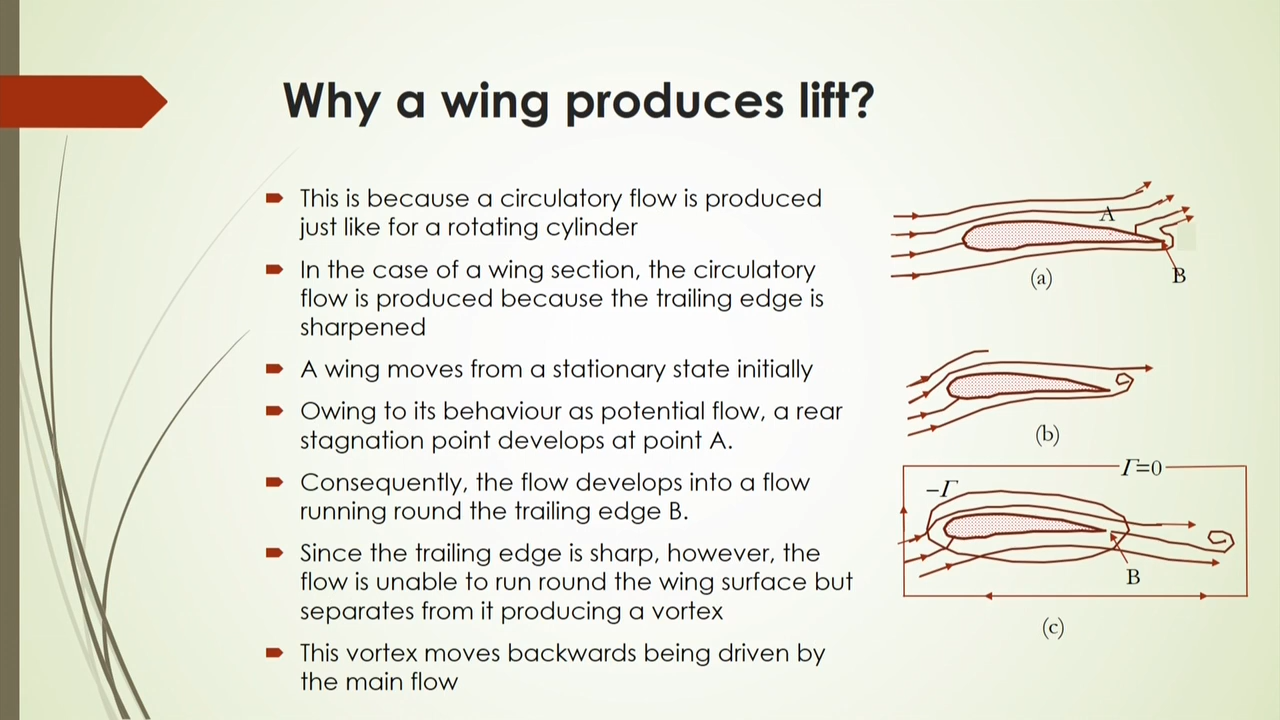 Why a wing produces lift?
This is because a circulatory flow is produced
just like for a rotating cylinder
In the case of a wing section, the circulatory
flow is produced because the trailing edge is
sharpened
A wing moves from a stationary state initially
Owing to its behaviour as potential flow, a rear
stagnation point develops at point A.
Consequently, the flow develops into a flow
running round the trailing edge B.
Since the trailing edge is sharp, however, the
flow is unable to run round the wing surface but
separates from it producing a vortex
This vortex moves backwards being driven by
the main flow
A
B
(a)
(b)
Γ=0
−Γ
B
(c)